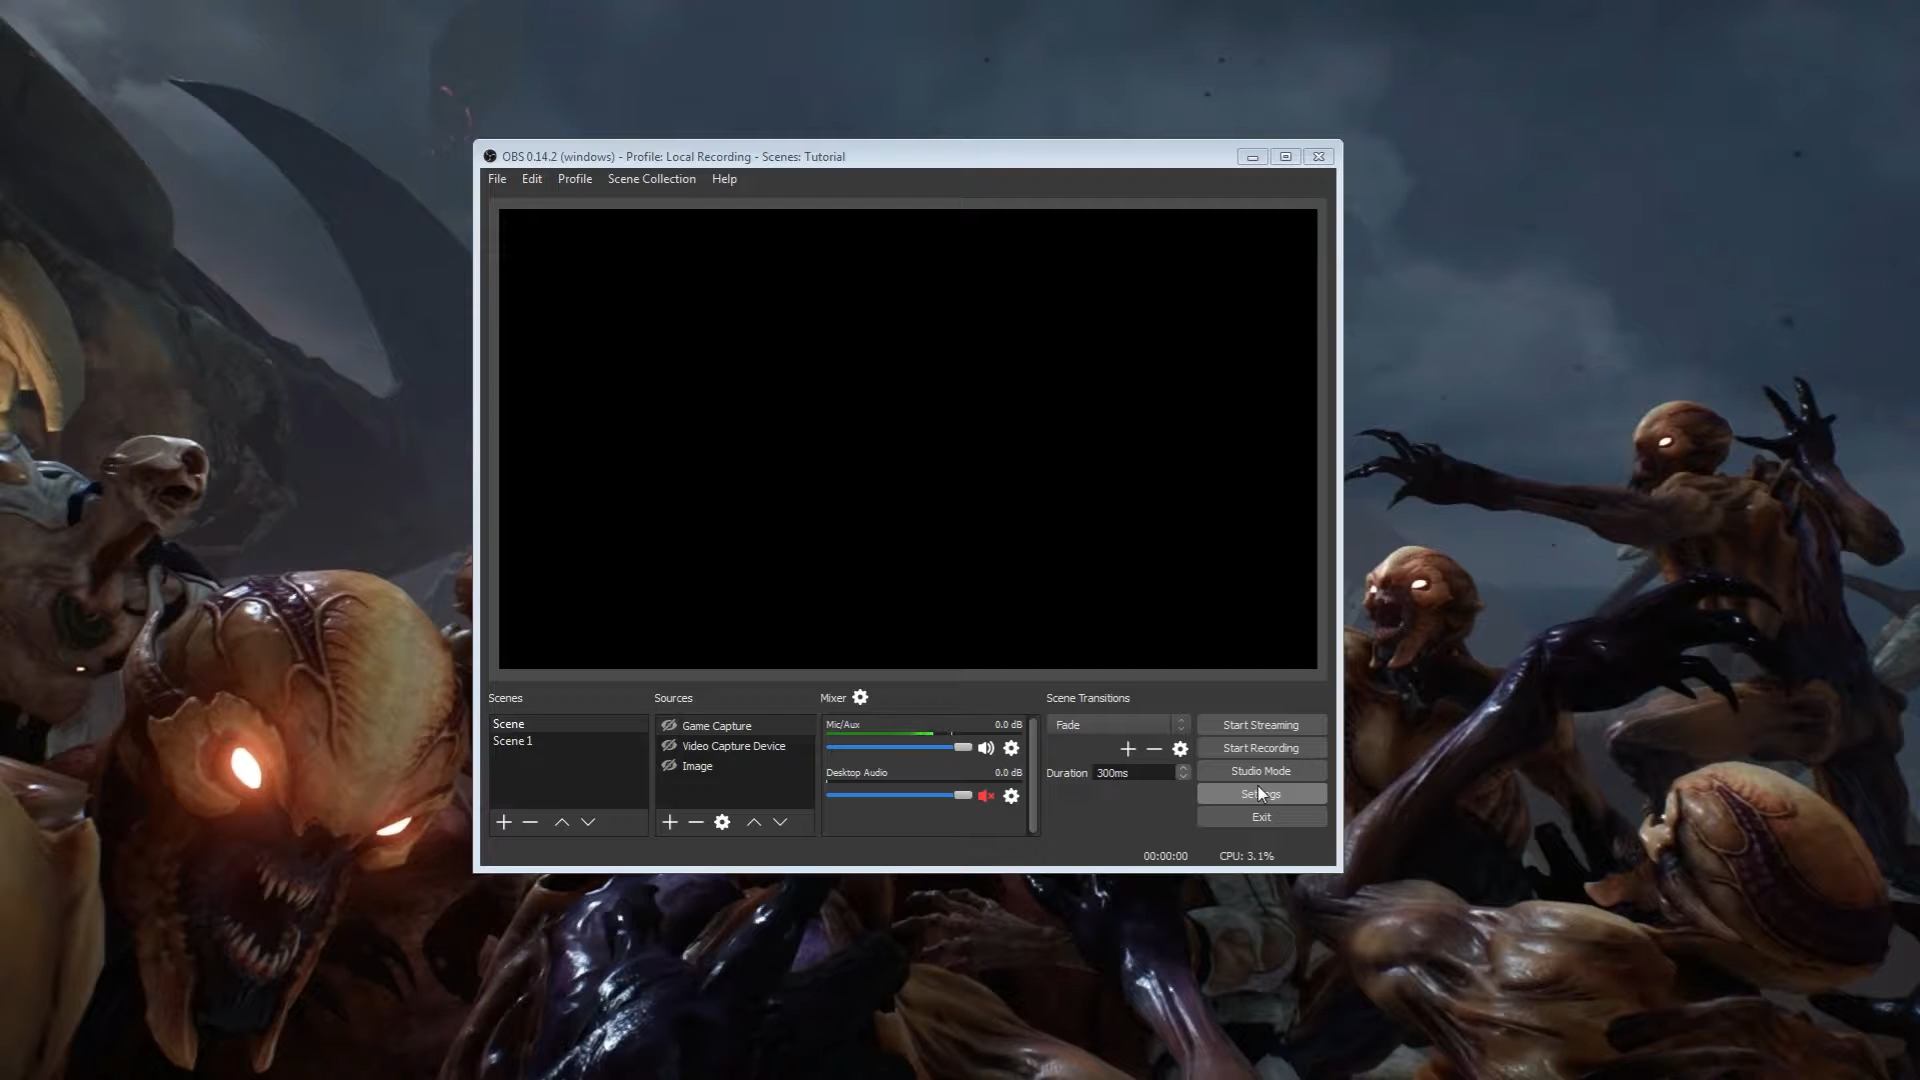 OBS 0.14.2 (windows) - Profile: Local Recording - Scenes: Tutorial
File Edit Profile Scene Collection Help
Scenes
Scene
Scene 1
Sources
Game Capture
Video Capture Device
Image
Mixer
Mic/Aux 0.0 dB
Desktop Audio 0.0 dB
Scene Transitions
Fade
Duration 300ms
Start Streaming
Start Recording
Studio Mode
Exit
00:00:00 CPU: 3.1%